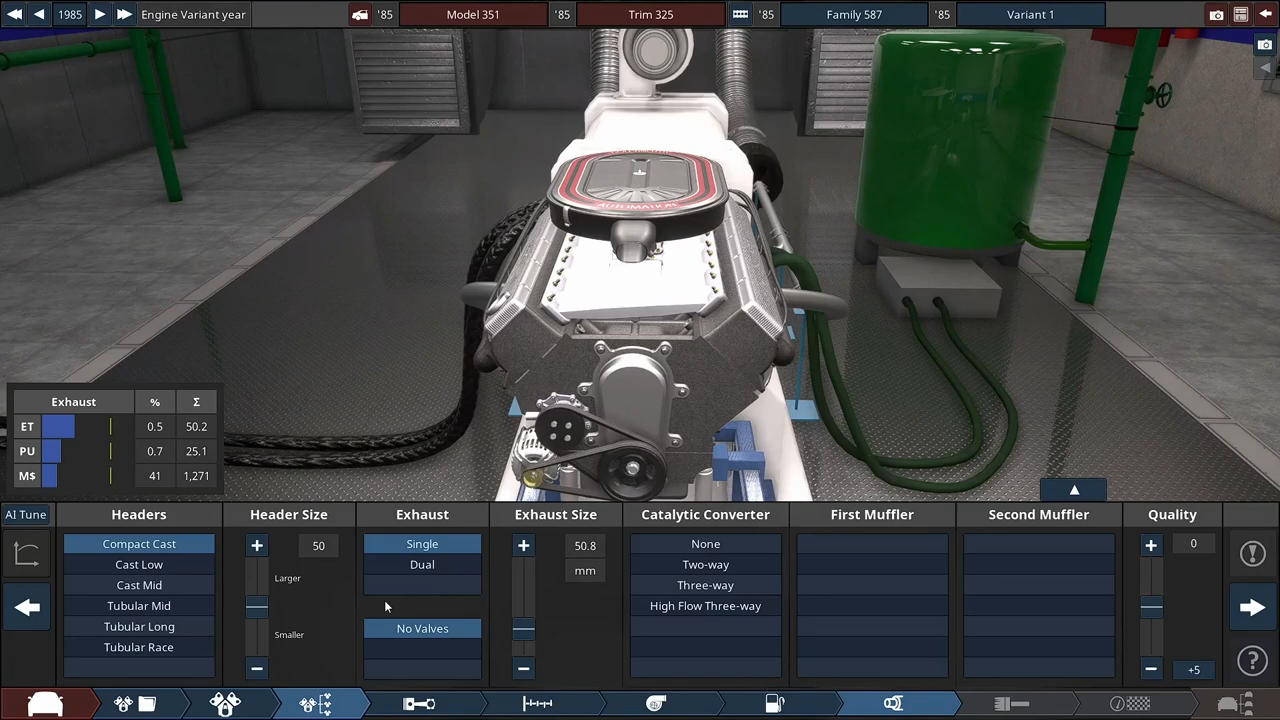 1985 Engine Variant year '85 Model 351 '85 Trim 325 '85 Family 587 '85 Variant 1
Exhaust % Σ
ET 0.5 50.2
PU 0.7 25.1
M$ 41 1,271
AI Tune Headers Header Size Exhaust Exhaust Size Catalytic Converter First Muffler Second Muffler Quality
Compact Cast + 50 Single + 50.8 None + 0
Cast Low Dual mm Two-way
Cast Mid Larger Three-way
Tubular Mid High Flow Three-way
Tubular Long Smaller No Valves
Tubular Race
- - - +5